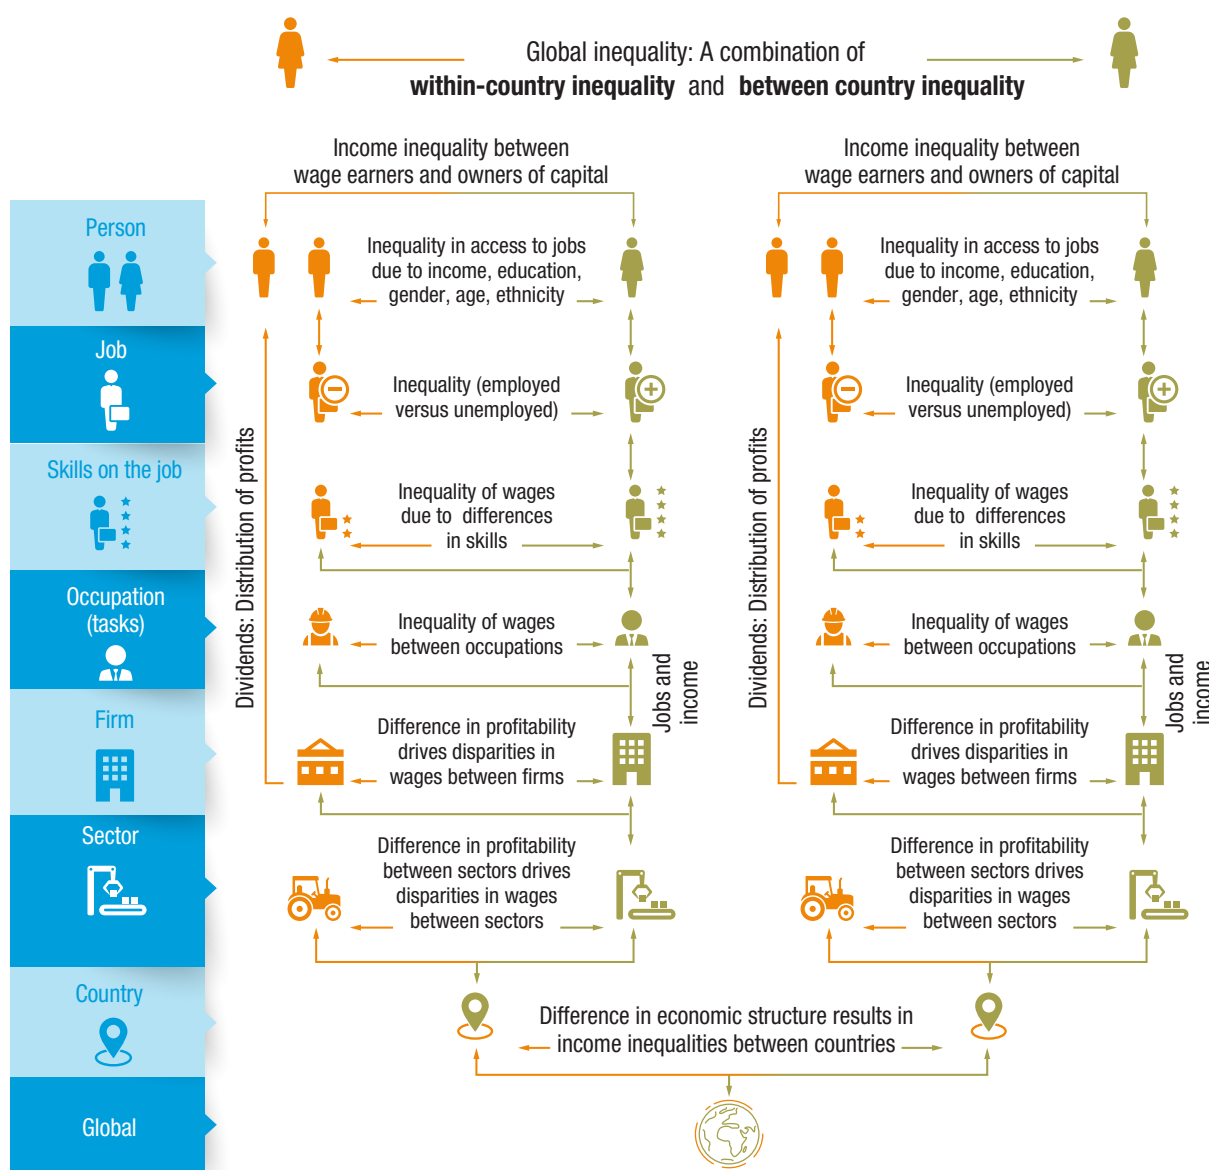 Global inequality: A combination of
within-country inequality and between country inequality
Person
Job
Skills on the job
Occupation
(tasks)
Firm
Sector
Country
Global
Income inequality between
wage earners and owners of capital
Inequality in access to jobs
due to income, education,
gender, age, ethnicity
Inequality (employed
versus unemployed)
Inequality of wages
due to differences
in skills
Inequality of wages
between occupations
Difference in profitability
drives disparities in
wages between firms
Difference in profitability
between sectors drives
disparities in wages
between sectors
Dividends: Distribution of profits
Jobs and
income
Income inequality between
wage earners and owners of capital
Inequality in access to jobs
due to income, education,
gender, age, ethnicity
Inequality (employed
versus unemployed)
Inequality of wages
due to differences
in skills
Inequality of wages
between occupations
Difference in profitability
drives disparities in
wages between firms
Difference in profitability
between sectors drives
disparities in wages
between sectors
Dividends: Distribution of profits
Jobs and
income
Difference in economic structure results in
income inequalities between countries